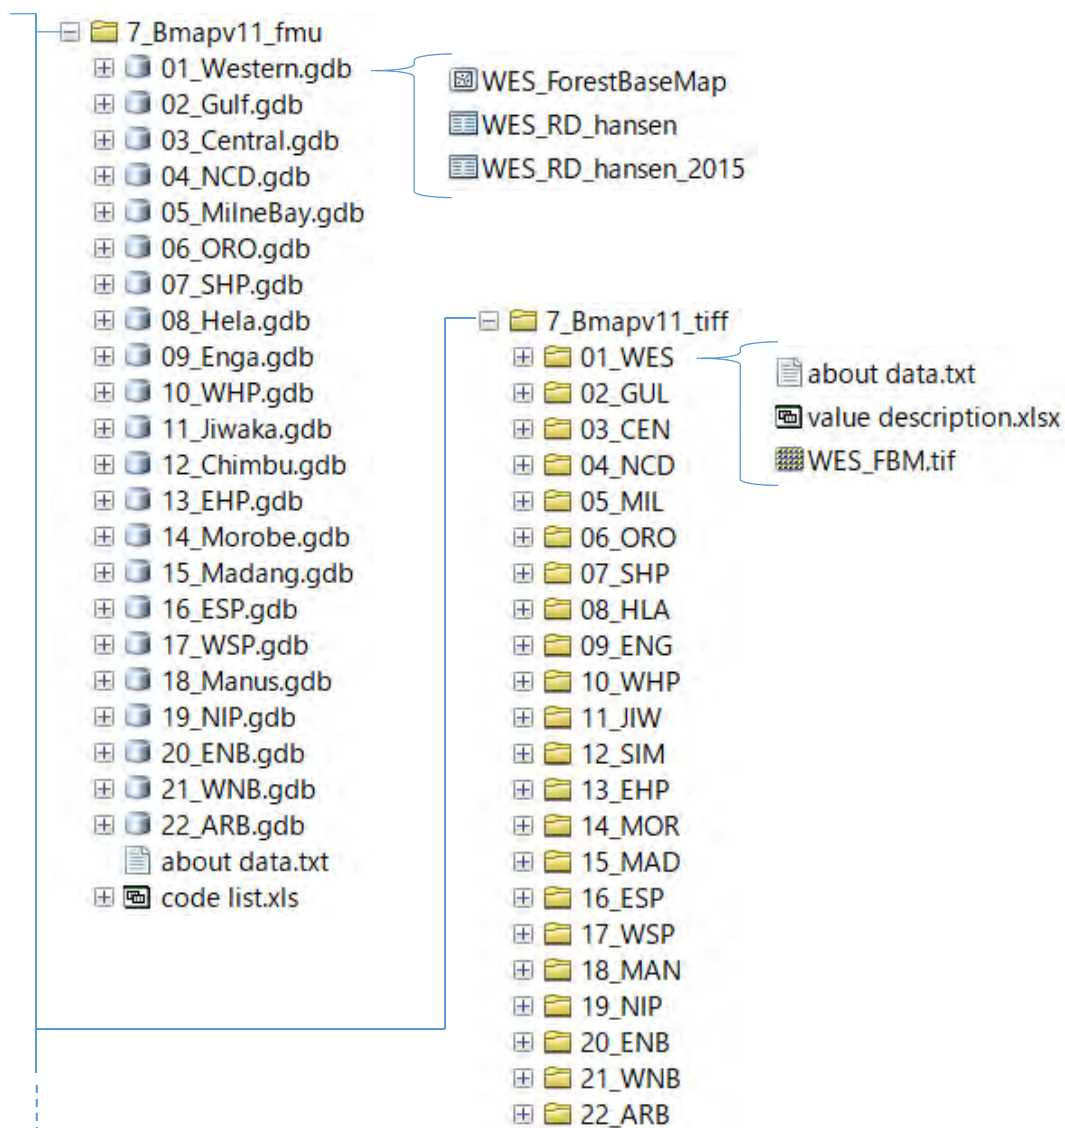 7_Bmapv11_fmu
01_Western.gdb
02_Gulf.gdb
03_Central.gdb
04_NCD.gdb
05_MilneBay.gdb
06_ORO.gdb
07_SHP.gdb
08_Hela.gdb
09_Enga.gdb
10_WHP.gdb
11_Jiwaka.gdb
12_Chimbu.gdb
13_EHP.gdb
14_Morobe.gdb
15_Madang.gdb
16_ESP.gdb
17_WSP.gdb
18_Manus.gdb
19_NIP.gdb
20_ENB.gdb
21_WNB.gdb
22_ARB.gdb
about data.txt
code list.xls
WES_ForestBaseMap
WES_RD_hansen
WES_RD_hansen_2015
7_Bmapv11_tiff
01_WES
02_GUL
03_CEN
04_NCD
05_MIL
06_ORO
07_SHP
08_HLA
09_ENG
10_WHP
11_JIW
12_SIM
13_EHP
14_MOR
15_MAD
16_ESP
17_WSP
18_MAN
19_NIP
20_ENB
21_WNB
22_ARB
about data.txt
value description.xlsx
WES_FBM.tif